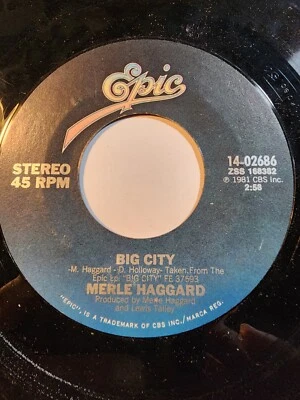 Epic
STEREO
45 RPM
14-02686
ZSS 168382
℗ 1981 CBS Inc.
2:58
BIG CITY
-M. Haggard - D. Holloway- Taken From The
Epic Lp: "BIG CITY" FE 37593
MERLE HAGGARD
Produced by Merle Haggard
and Lewis Talley
"EPIC", IS A TRADEMARK OF CBS INC./MARCA REG.